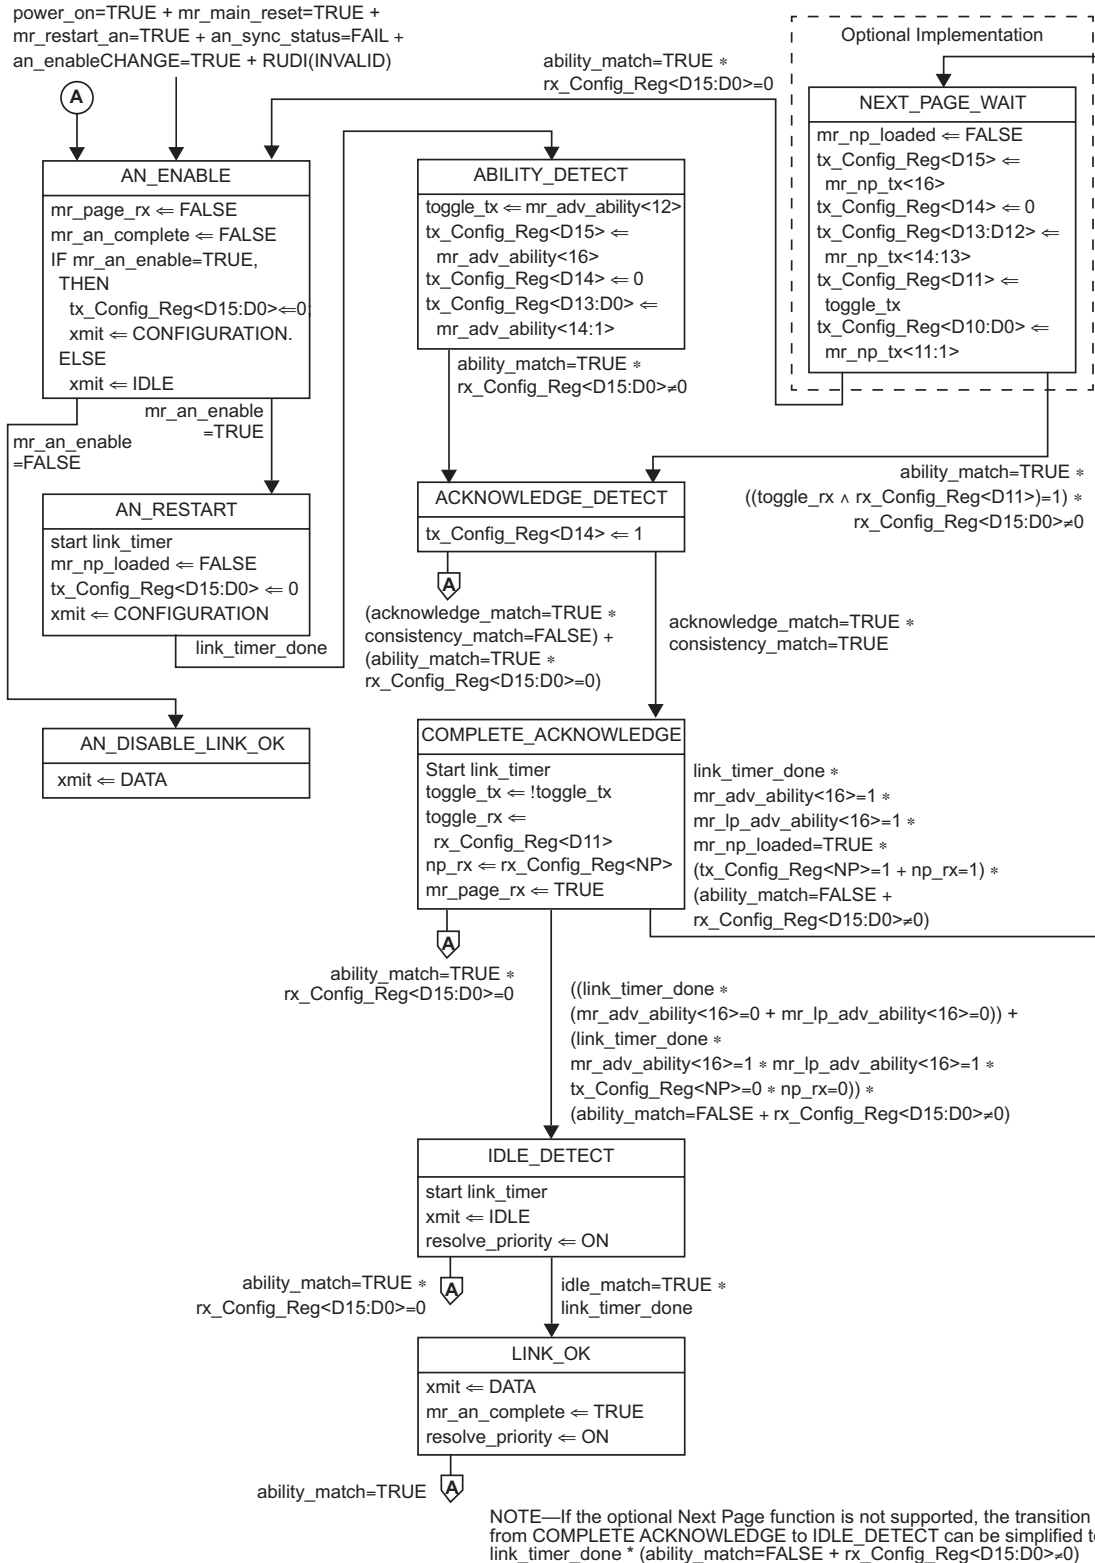 power_on=TRUE + mr_main_reset=TRUE +
mr_restart_an=TRUE + an_sync_status=FAIL +
an_enableCHANGE=TRUE + RUDI(INVALID)
A
ability_match=TRUE *
rx_Config_Reg<D15:D0>=0
Optional Implementation
NEXT_PAGE_WAIT
mr_np_loaded ⇐ FALSE
tx_Config_Reg<D15> ⇐
mr_np_tx<16>
tx_Config_Reg<D14> ⇐ 0
tx_Config_Reg<D13:D12> ⇐
mr_np_tx<14:13>
tx_Config_Reg<D11> ⇐
toggle_tx
tx_Config_Reg<D10:D0> ⇐
mr_np_tx<11:1>
AN_ENABLE
mr_page_rx ⇐ FALSE
mr_an_complete ⇐ FALSE
IF mr_an_enable=TRUE,
THEN
tx_Config_Reg<D15:D0>⇐0;
xmit ⇐ CONFIGURATION.
ELSE
xmit ⇐ IDLE
ABILITY_DETECT
toggle_tx ⇐ mr_adv_ability<12>
tx_Config_Reg<D15> ⇐
mr_adv_ability<16>
tx_Config_Reg<D14> ⇐ 0
tx_Config_Reg<D13:D0> ⇐
mr_adv_ability<14:1>
ability_match=TRUE *
rx_Config_Reg<D15:D0>≠0
mr_an_enable
=TRUE
mr_an_enable
=FALSE
ability_match=TRUE *
((toggle_rx ∧ rx_Config_Reg<D11>)=1) *
rx_Config_Reg<D15:D0>≠0
AN_RESTART
start link_timer
mr_np_loaded ⇐ FALSE
tx_Config_Reg<D15:D0> ⇐ 0
xmit ⇐ CONFIGURATION
link_timer_done
ACKNOWLEDGE_DETECT
tx_Config_Reg<D14> ⇐ 1
A
(acknowledge_match=TRUE *
consistency_match=FALSE) +
(ability_match=TRUE *
rx_Config_Reg<D15:D0>=0)
acknowledge_match=TRUE *
consistency_match=TRUE
AN_DISABLE_LINK_OK
xmit ⇐ DATA
COMPLETE_ACKNOWLEDGE
Start link_timer
toggle_tx ⇐ !toggle_tx
toggle_rx ⇐
rx_Config_Reg<D11>
np_rx ⇐ rx_Config_Reg<NP>
mr_page_rx ⇐ TRUE
link_timer_done *
mr_adv_ability<16>=1 *
mr_lp_adv_ability<16>=1 *
mr_np_loaded=TRUE *
(tx_Config_Reg<NP>=1 + np_rx=1) *
(ability_match=FALSE +
rx_Config_Reg<D15:D0>≠0)
A
ability_match=TRUE *
rx_Config_Reg<D15:D0>=0
((link_timer_done *
(mr_adv_ability<16>=0 + mr_lp_adv_ability<16>=0)) +
(link_timer_done *
mr_adv_ability<16>=1 * mr_lp_adv_ability<16>=1 *
tx_Config_Reg<NP>=0 * np_rx=0)) *
(ability_match=FALSE + rx_Config_Reg<D15:D0>≠0)
IDLE_DETECT
start link_timer
xmit ⇐ IDLE
resolve_priority ⇐ ON
ability_match=TRUE *
rx_Config_Reg<D15:D0>=0
A
idle_match=TRUE *
link_timer_done
LINK_OK
xmit ⇐ DATA
mr_an_complete ⇐ TRUE
resolve_priority ⇐ ON
ability_match=TRUE
A
NOTE—If the optional Next Page function is not supported, the transition
from COMPLETE ACKNOWLEDGE to IDLE_DETECT can be simplified to
link_timer_done * (ability_match=FALSE + rx_Config_Reg<D15:D0>≠0)